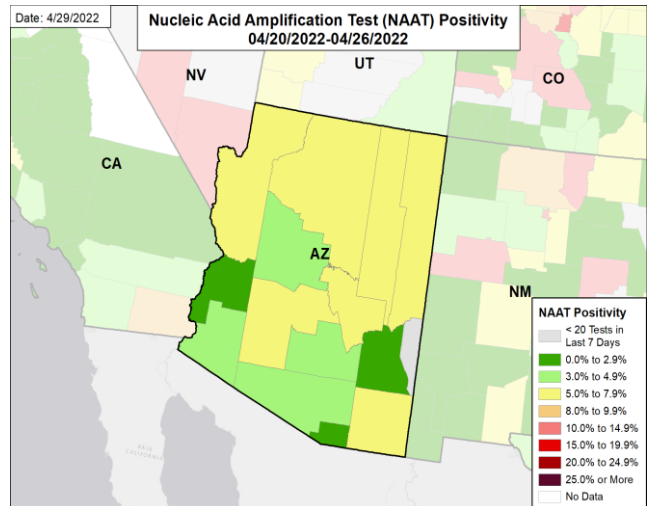 Date: 4/29/2022
Nucleic Acid Amplification Test (NAAT) Positivity
04/20/2022-04/26/2022
UT
NV
CO
CA
AZ
NM
NAAT Positivity
< 20 Tests in
Last 7 Days
0.0% to 2.9%
3.0% to 4.9%
5.0% to 7.9%
8.0% to 9.9%
10.0% to 14.9%
15.0% to 19.9%
20.0% to 24.9%
25.0% or More
No Data
BAJA
CALIFORNIA